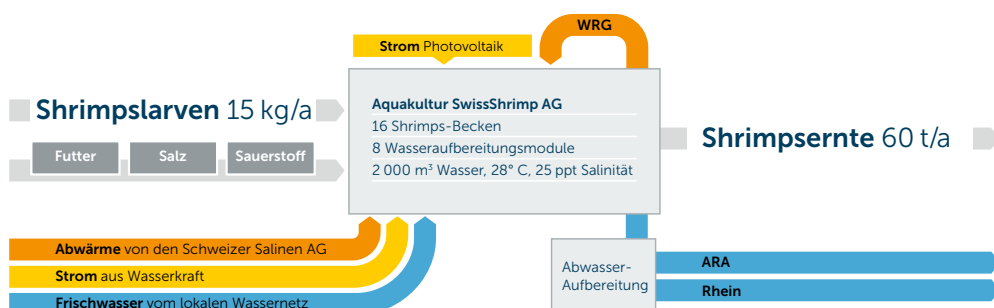 WRG
Strom Photovoltaik
Shrimpslarven 15 kg/a
Futter
Salz
Sauerstoff
Aquakultur SwissShrimp AG
16 Shrimps-Becken
8 Wasseraufbereitungsmodule
2 000 m³ Wasser, 28° C, 25 ppt Salinität
Shrimpsernte 60 t/a
Abwärme von den Schweizer Salinen AG
Strom aus Wasserkraft
Frischwasser vom lokalen Wassernetz
Abwasser-
Aufbereitung
ARA
Rhein